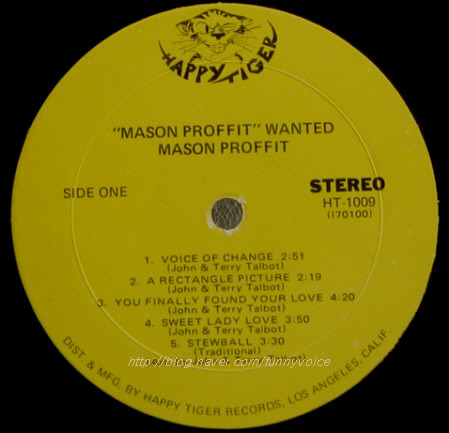 HAPPY TIGER
"MASON PROFFIT" WANTED
MASON PROFFIT
SIDE ONE
STEREO
HT-1009
(170100)
1. VOICE OF CHANGE 2:51
(John & Terry Talbot)
2. A RECTANGLE PICTURE 2:19
(John & Terry Talbot)
3. YOU FINALLY FOUND YOUR LOVE 4:20
(John & Terry Talbot)
4. SWEET LADY LOVE 3:50
(John & Terry Talbot)
5. STEWBALL 3:30
(Traditional)
Talbot)
http://blog.naver.com/funnyvoice
DIST. & MFG. BY HAPPY TIGER RECORDS, LOS ANGELES, CALIF.